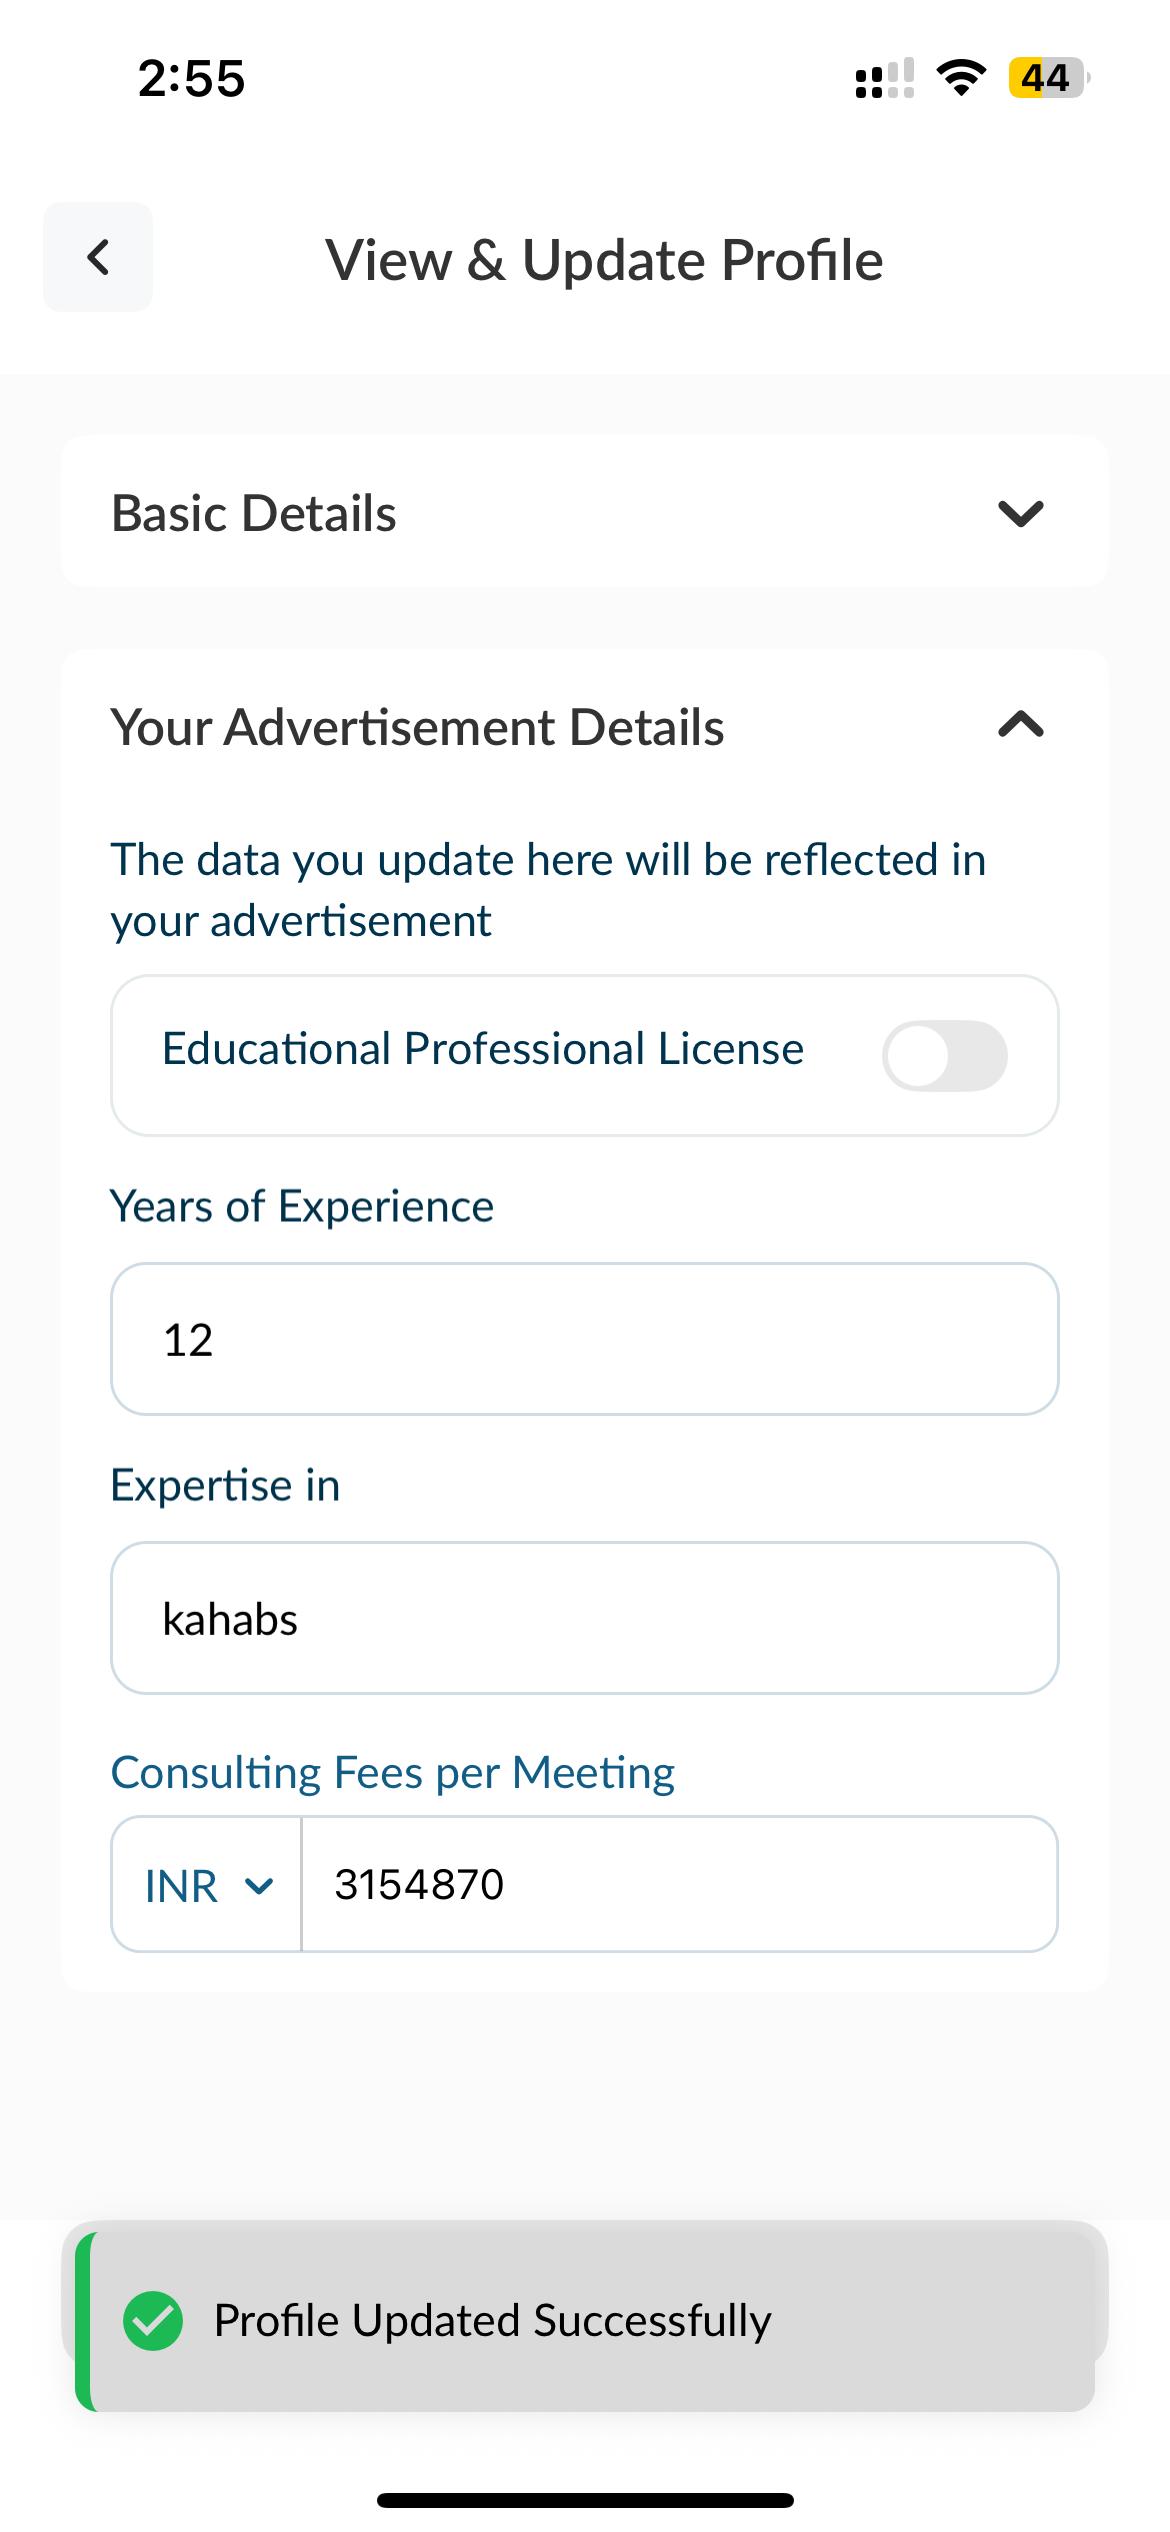 2:55
44
View & Update Profile
Basic Details
Your Advertisement Details
The data you update here will be reflected in
your advertisement
Educational Professional License
Years of Experience
12
Expertise in
kahabs
Consulting Fees per Meeting
INR 3154870
Profile Updated Successfully